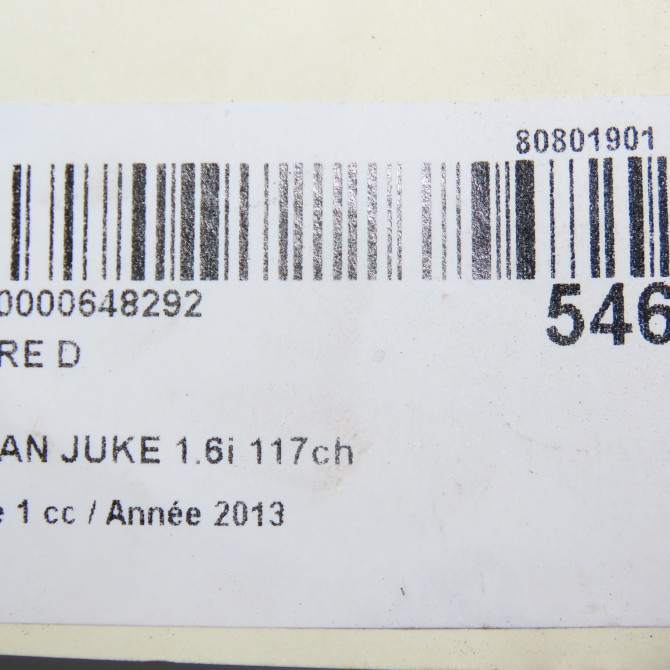 80801901
0000648292
546
RE D
AN JUKE 1.6i 117ch
e 1 cc / Année 2013